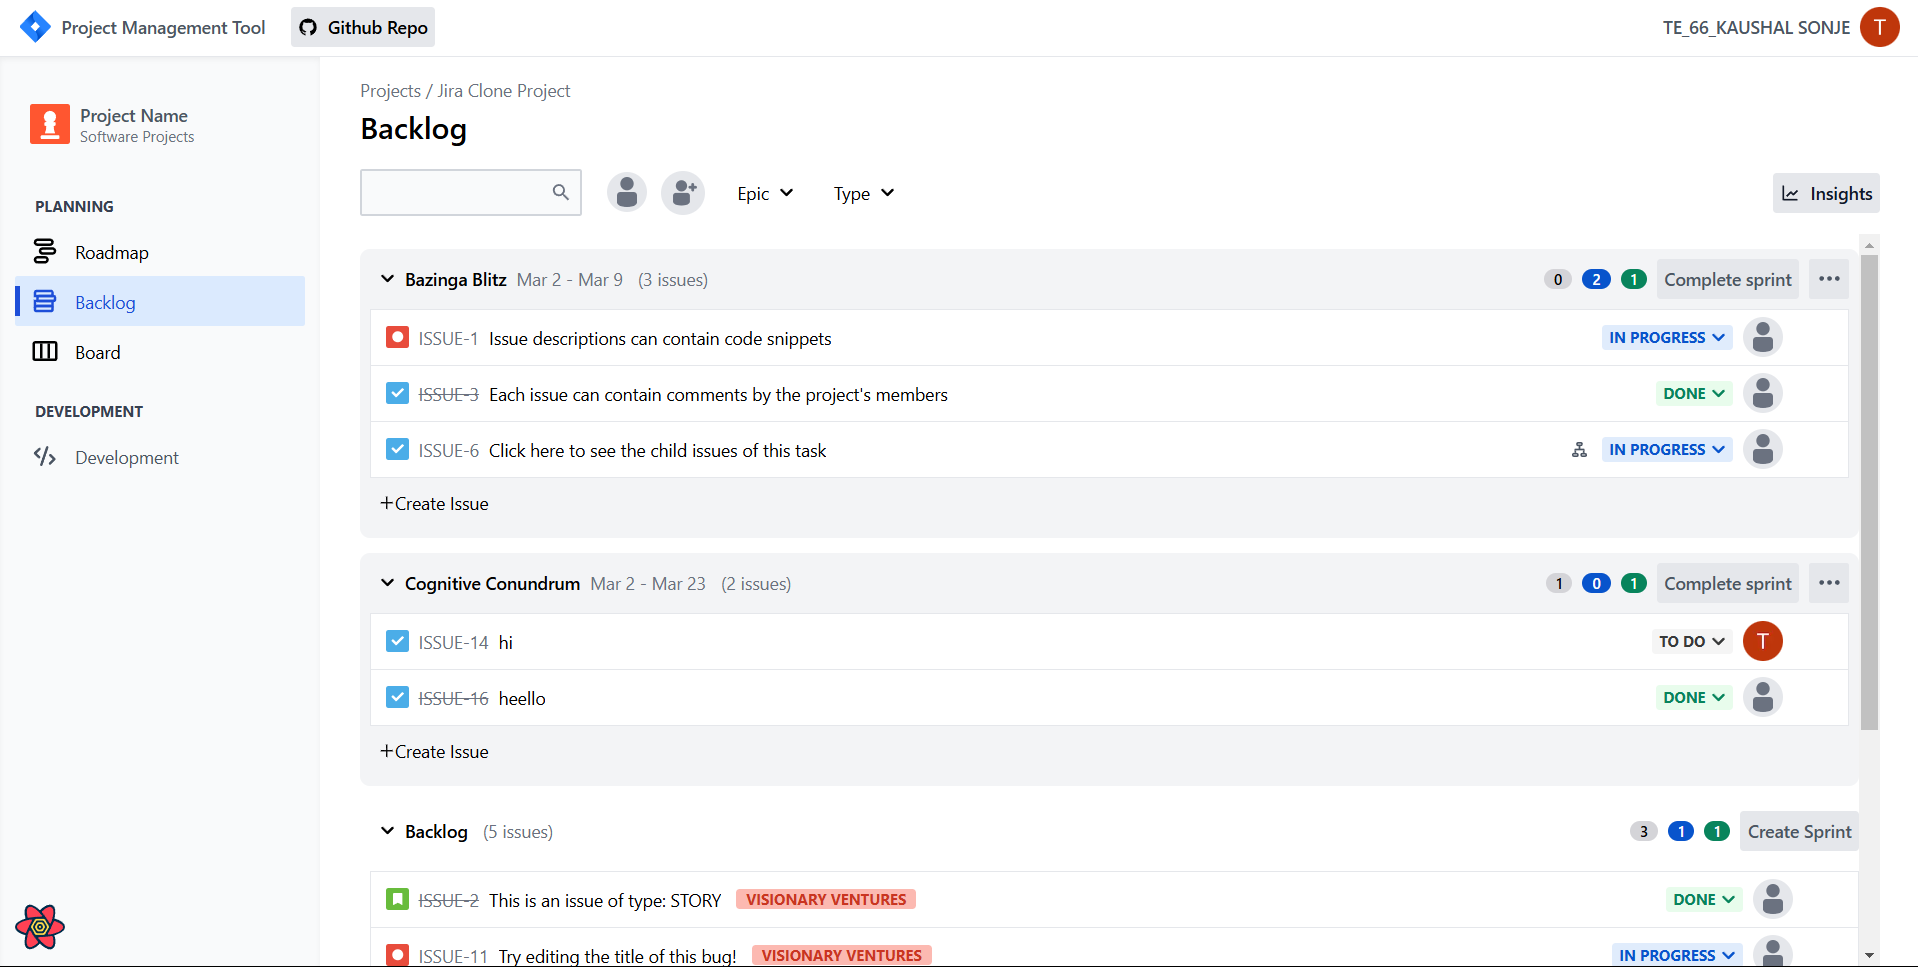 Project Management Tool Github Repo TE_66_KAUSHAL SONJE T
Project Name
Software Projects
PLANNING
Roadmap
Backlog
Board
DEVELOPMENT
Development
Projects / Jira Clone Project
Backlog
Epic Type Insights
Bazinga Blitz Mar 2 - Mar 9 (3 issues) 0 2 1 Complete sprint
ISSUE-1 Issue descriptions can contain code snippets IN PROGRESS
ISSUE-3 Each issue can contain comments by the project's members DONE
ISSUE-6 Click here to see the child issues of this task IN PROGRESS
+Create Issue
Cognitive Conundrum Mar 2 - Mar 23 (2 issues) 1 0 1 Complete sprint
ISSUE-14 hi TO DO T
ISSUE-16 heello DONE
+Create Issue
Backlog (5 issues) 3 1 1 Create Sprint
ISSUE-2 This is an issue of type: STORY VISIONARY VENTURES DONE
ISSUE-11 Try editing the title of this bug! VISIONARY VENTURES IN PROGRESS